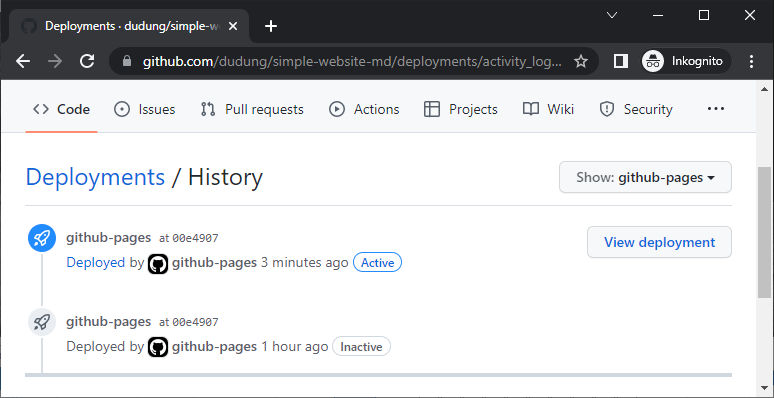 Deployments · dudung/simple-w
github.com/dudung/simple-website-md/deployments/activity_log...
Inkognito
Code
Issues
Pull requests
Actions
Projects
Wiki
Security
Deployments / History
Show: github-pages
github-pages at 00e4907
Deployed by github-pages 3 minutes ago Active
View deployment
github-pages at 00e4907
Deployed by github-pages 1 hour ago Inactive